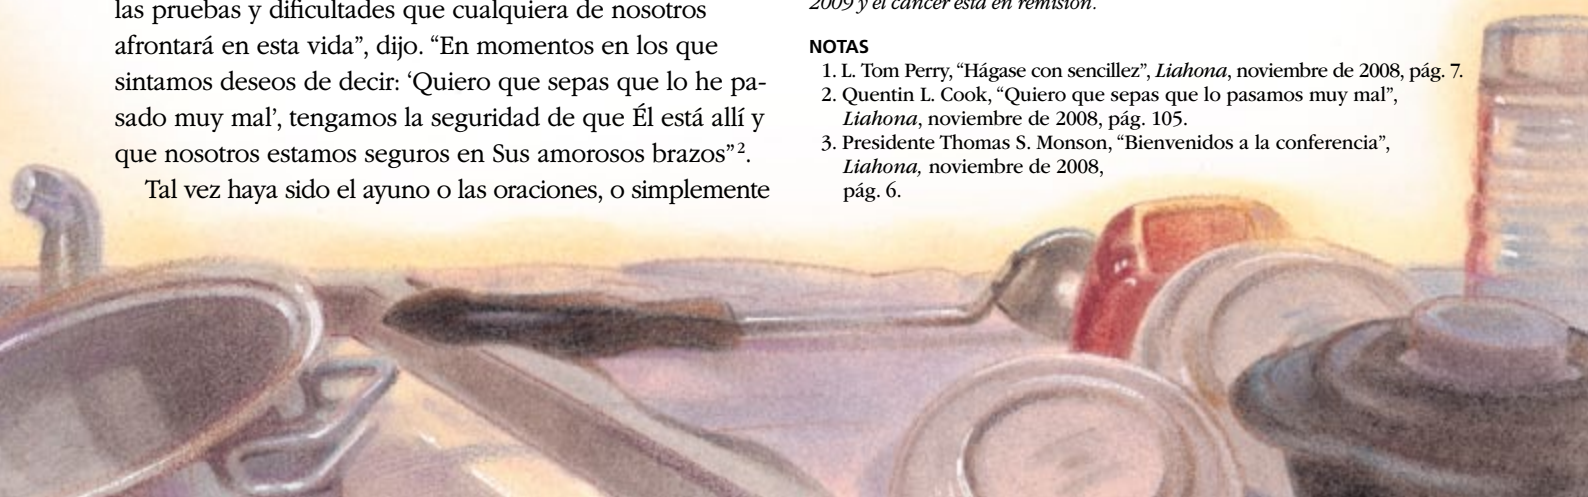 las pruebas y dificultades que cualquiera de nosotros
afrontará en esta vida”, dijo. “En momentos en los que
sintamos deseos de decir: ‘Quiero que sepas que lo he pa-
sado muy mal’, tengamos la seguridad de que Él está allí y
que nosotros estamos seguros en Sus amorosos brazos”2.
Tal vez haya sido el ayuno o las oraciones, o simplemente
2009 y el cáncer está en remisión.
NOTAS
1. L. Tom Perry, “Hágase con sencillez”, Liahona, noviembre de 2008, pág. 7.
2. Quentin L. Cook, “Quiero que sepas que lo pasamos muy mal”,
Liahona, noviembre de 2008, pág. 105.
3. Presidente Thomas S. Monson, “Bienvenidos a la conferencia”,
Liahona, noviembre de 2008,
pág. 6.